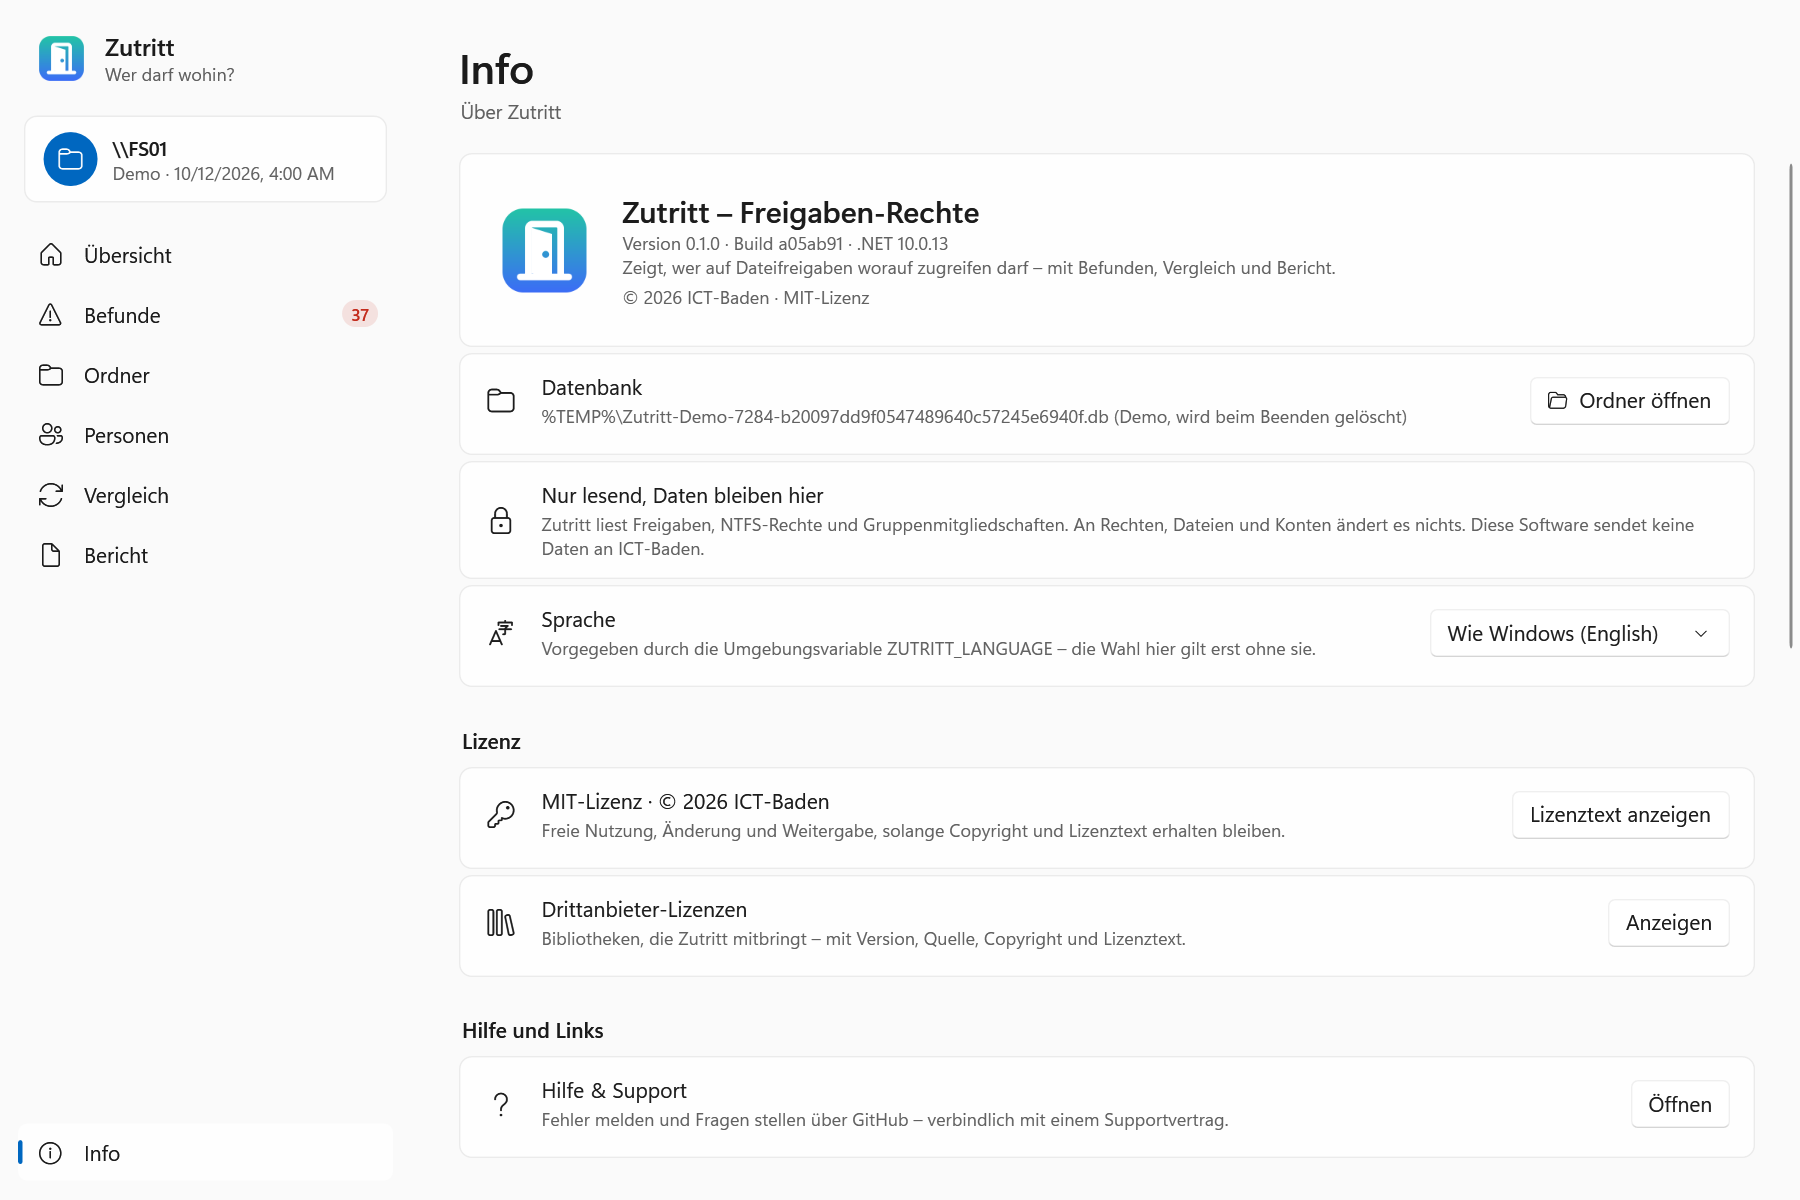 Zutritt
Wer darf wohin?
\\FS01
Demo · 10/12/2026, 4:00 AM
Übersicht
Befunde
37
Ordner
Personen
Vergleich
Bericht
Info
Info
Über Zutritt
Zutritt – Freigaben-Rechte
Version 0.1.0 · Build a05ab91 · .NET 10.0.13
Zeigt, wer auf Dateifreigaben worauf zugreifen darf – mit Befunden, Vergleich und Bericht.
© 2026 ICT-Baden · MIT-Lizenz
Datenbank
%TEMP%\Zutritt-Demo-7284-b20097dd9f0547489640c57245e6940f.db (Demo, wird beim Beenden gelöscht)
Ordner öffnen
Nur lesend, Daten bleiben hier
Zutritt liest Freigaben, NTFS-Rechte und Gruppenmitgliedschaften. An Rechten, Dateien und Konten ändert es nichts. Diese Software sendet keine
Daten an ICT-Baden.
Sprache
Vorgegeben durch die Umgebungsvariable ZUTRITT_LANGUAGE – die Wahl hier gilt erst ohne sie.
Wie Windows (English)
Lizenz
MIT-Lizenz · © 2026 ICT-Baden
Freie Nutzung, Änderung und Weitergabe, solange Copyright und Lizenztext erhalten bleiben.
Lizenztext anzeigen
Drittanbieter-Lizenzen
Bibliotheken, die Zutritt mitbringt – mit Version, Quelle, Copyright und Lizenztext.
Anzeigen
Hilfe und Links
Hilfe & Support
Fehler melden und Fragen stellen über GitHub – verbindlich mit einem Supportvertrag.
Öffnen